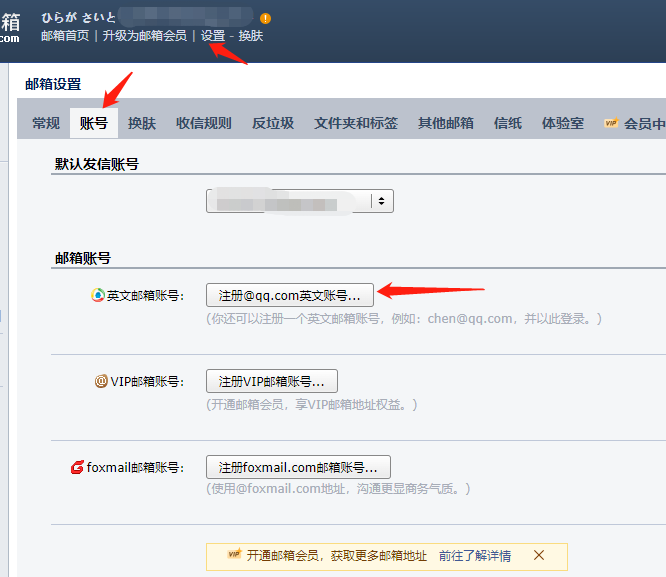 箱 ひらが さいと
.com 邮箱首页 | 升级为邮箱会员 | 设置 - 换肤
邮箱设置
常规 账号 换肤 收信规则 反垃圾 文件夹和标签 其他邮箱 信纸 体验室 VIP 会员中
默认发信账号
邮箱账号
英文邮箱账号： 注册@qq.com英文账号...
(你还可以注册一个英文邮箱账号，例如：chen@qq.com，并以此登录。)
@ VIP邮箱账号： 注册VIP邮箱账号...
(开通邮箱会员，享VIP邮箱地址权益。)
foxmail邮箱账号： 注册foxmail.com邮箱账号...
(使用@foxmail.com地址，沟通更显商务气质。)
VIP 开通邮箱会员，获取更多邮箱地址 前往了解详情